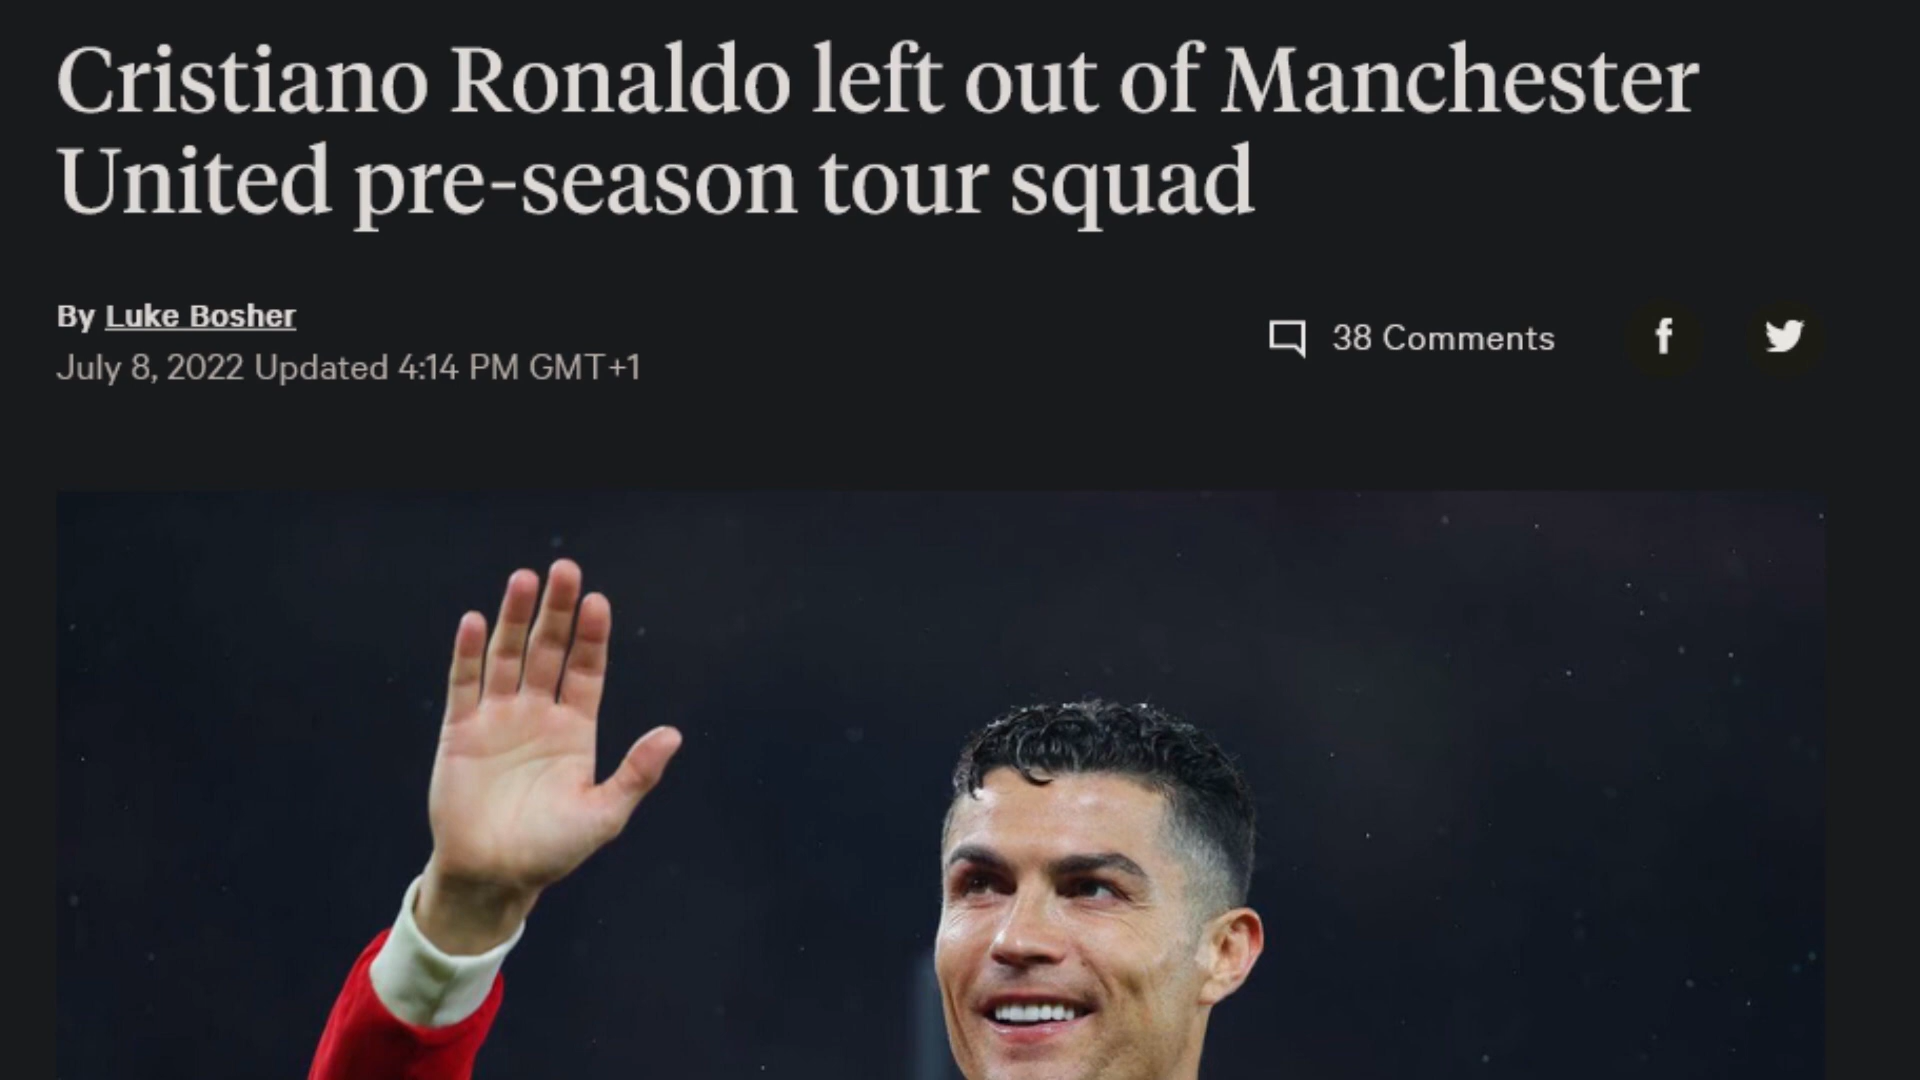 Cristiano Ronaldo left out of Manchester
United pre-season tour squad
By Luke Bosher
July 8, 2022 Updated 4:14 PM GMT+1
38 Comments